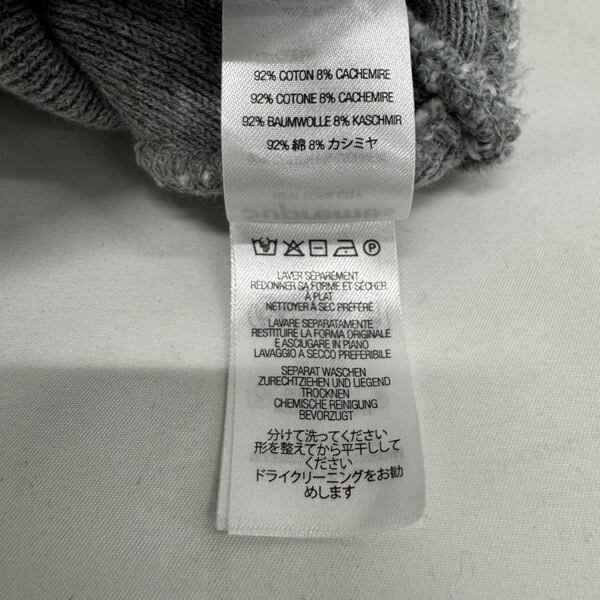 92% COTON 8% CACHEMIRE
92% COTONE 8% CACHEMIRE
92% BAUMWOLLE 8% KASCHMIR
92% 綿 8% カシミヤ
Supreme
LAVER SÉPARÉMENT
REDONNER SA FORME ET SÉCHER
À PLAT
NETTOYER À SEC PRÉFÉRÉ
LAVARE SEPARATAMENTE
RESTITUIRE LA FORMA ORIGINALE
E ASCIUGARE IN PIANO
LAVAGGIO A SECCO PREFERIBILE
SEPARAT WASCHEN
ZURECHTZIEHEN UND LIEGEND
TROCKNEN
CHEMISCHE REINIGUNG
BEVORZUGT
分けて洗ってください
形を整えてから平干しして
ください
ドライクリーニングをお勧
めします